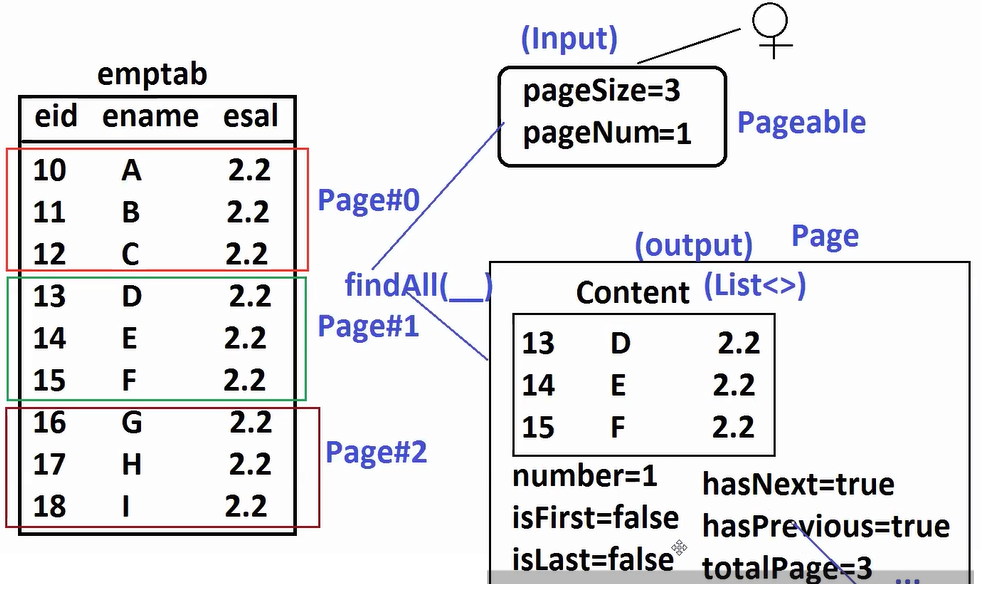 emptab
eid ename esal
10 A 2.2
11 B 2.2
12 C 2.2
13 D 2.2
14 E 2.2
15 F 2.2
16 G 2.2
17 H 2.2
18 I 2.2
Page#0
Page#1
Page#2
findAll(__)
(Input)
pageSize=3
pageNum=1
Pageable
(output) Page
Content (List<>)
13 D 2.2
14 E 2.2
15 F 2.2
number=1
isFirst=false
isLast=false
hasNext=true
hasPrevious=true
totalPage=3
...